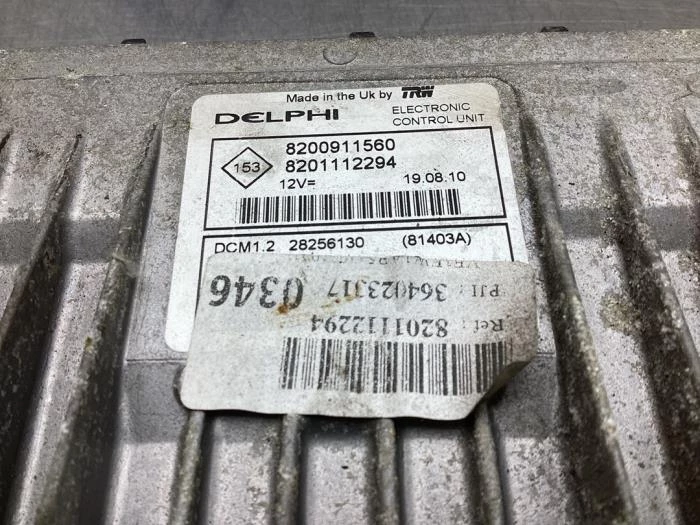 Made in the Uk by TRW
DELPHI
ELECTRONIC
CONTROL UNIT
153
8200911560
8201112294
12V=
19.08.10
DCM1.2 28256130 (81403A)
Ref: 8201112294
PJI: 364023317
0346